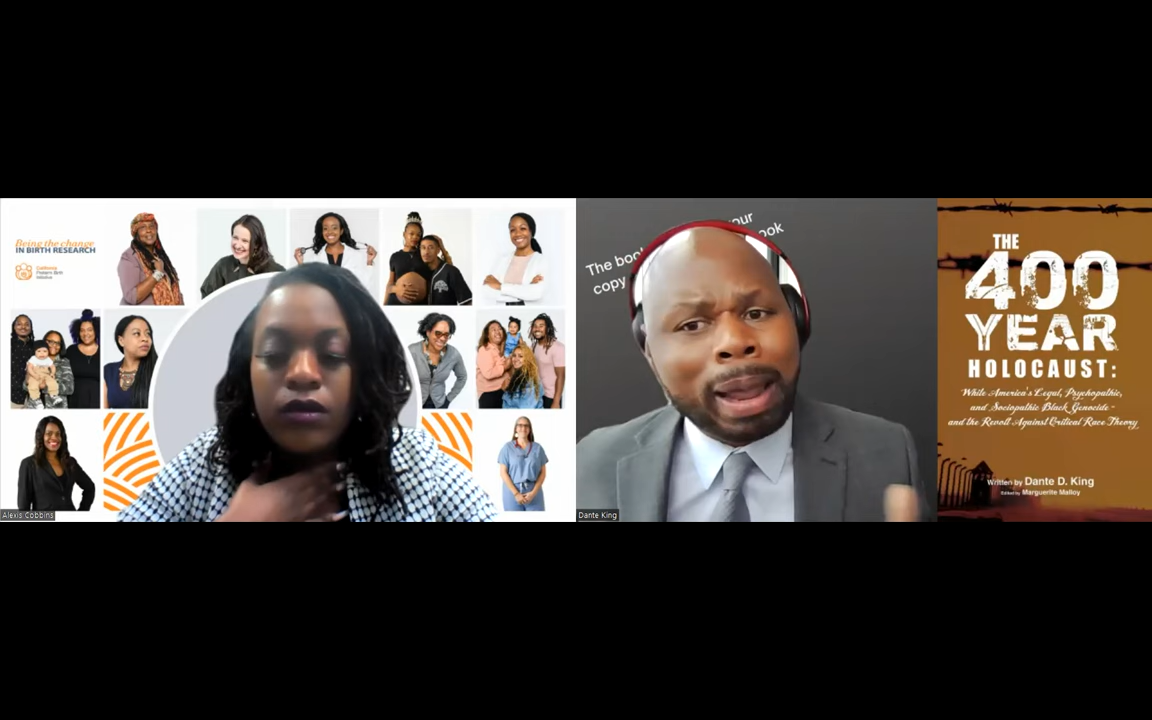 Being the change
IN BIRTH RESEARCH
California
Preterm Birth
Initiative
Alexis Cobbins
The
your
copy
Dante King
THE
400
YEAR
HOLOCAUST:
White America's Legal, Psychopathic,
and Sociopathic Black Genocide -
and the Revolt Against Critical Race Theory
Written by Dante D. King
Edited by Marguerite Malloy